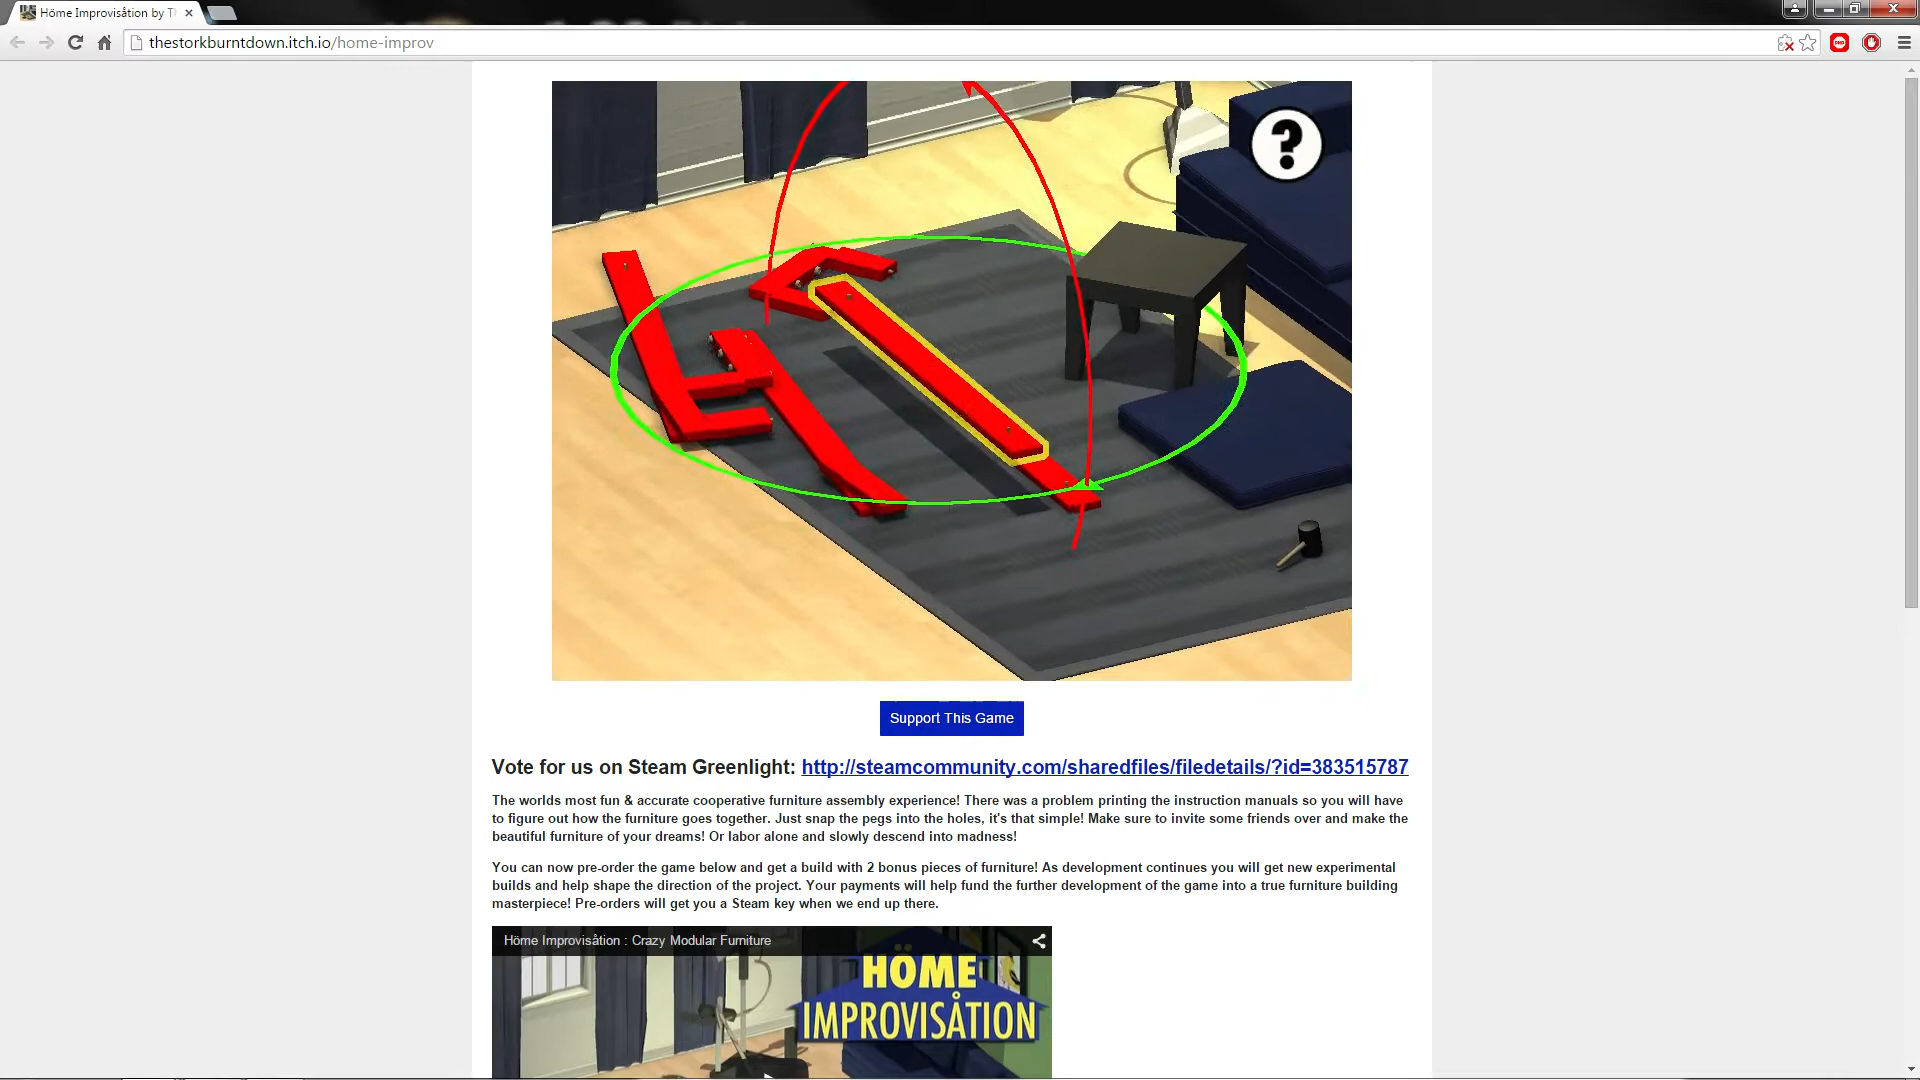 Höme Improvisåtion by T
thestorkburntdown.itch.io/home-improv
?
Support This Game
Vote for us on Steam Greenlight: http://steamcommunity.com/sharedfiles/filedetails/?id=383515787
The worlds most fun & accurate cooperative furniture assembly experience! There was a problem printing the instruction manuals so you will have
to figure out how the furniture goes together. Just snap the pegs into the holes, it's that simple! Make sure to invite some friends over and make the
beautiful furniture of your dreams! Or labor alone and slowly descend into madness!
You can now pre-order the game below and get a build with 2 bonus pieces of furniture! As development continues you will get new experimental
builds and help shape the direction of the project. Your payments will help fund the further development of the game into a true furniture building
masterpiece! Pre-orders will get you a Steam key when we end up there.
Höme Improvisåtion : Crazy Modular Furniture
HÖME
IMPROVISÅTION